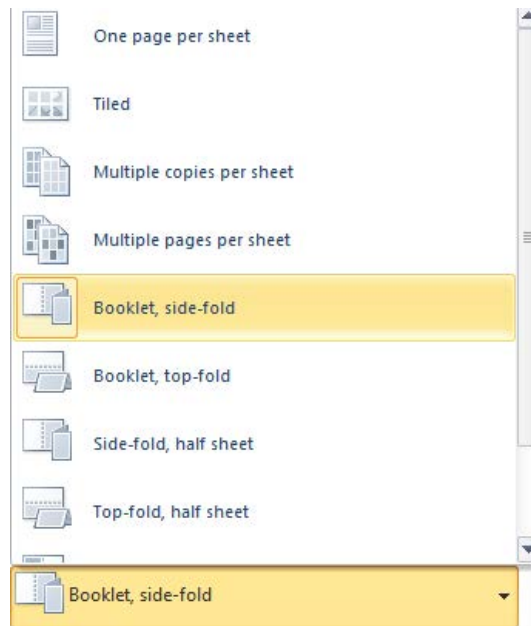 One page per sheet
Tiled
Multiple copies per sheet
Multiple pages per sheet
Booklet, side-fold
Booklet, top-fold
Side-fold, half sheet
Top-fold, half sheet
Booklet, side-fold